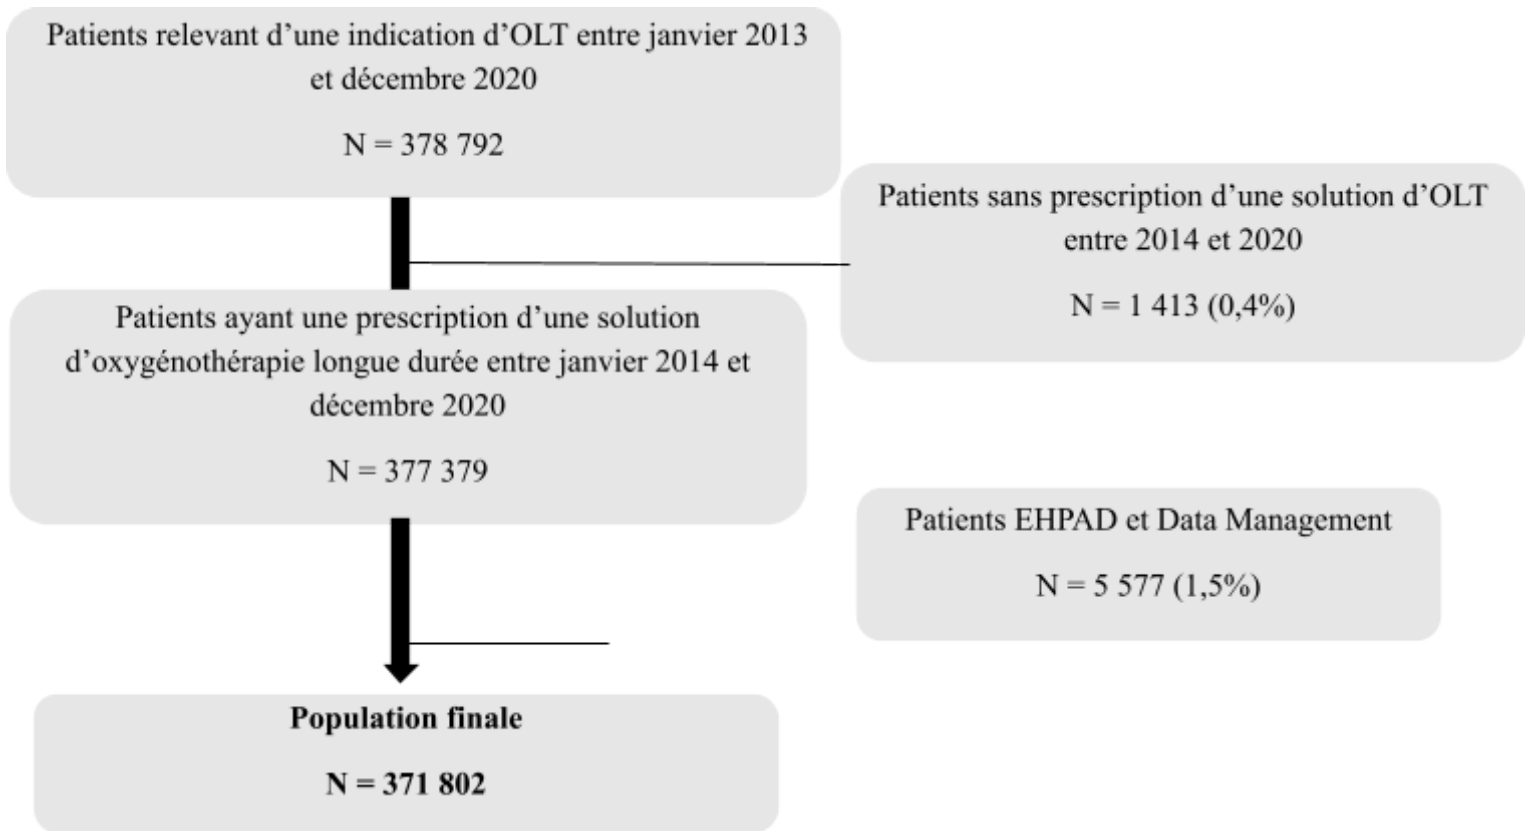 Patients relevant d’une indication d’OLT entre janvier 2013
et décembre 2020
N = 378 792
Patients sans prescription d’une solution d’OLT
entre 2014 et 2020
N = 1 413 (0,4%)
Patients ayant une prescription d’une solution
d’oxygénothérapie longue durée entre janvier 2014 et
décembre 2020
N = 377 379
Patients EHPAD et Data Management
N = 5 577 (1,5%)
Population finale
N = 371 802